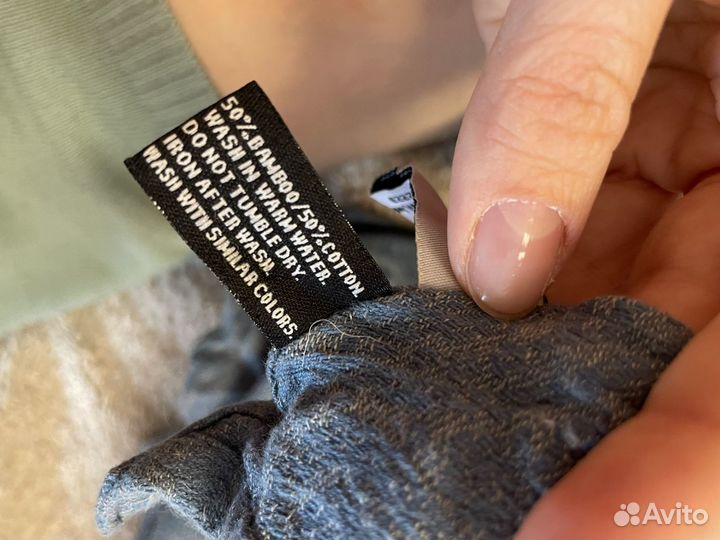 50% BAMBOO/50% COTTON.
WASH IN WARM WATER.
DO NOT TUMBLE DRY.
IRON AFTER WASH.
WASH WITH SIMILAR COLORS.
Avito